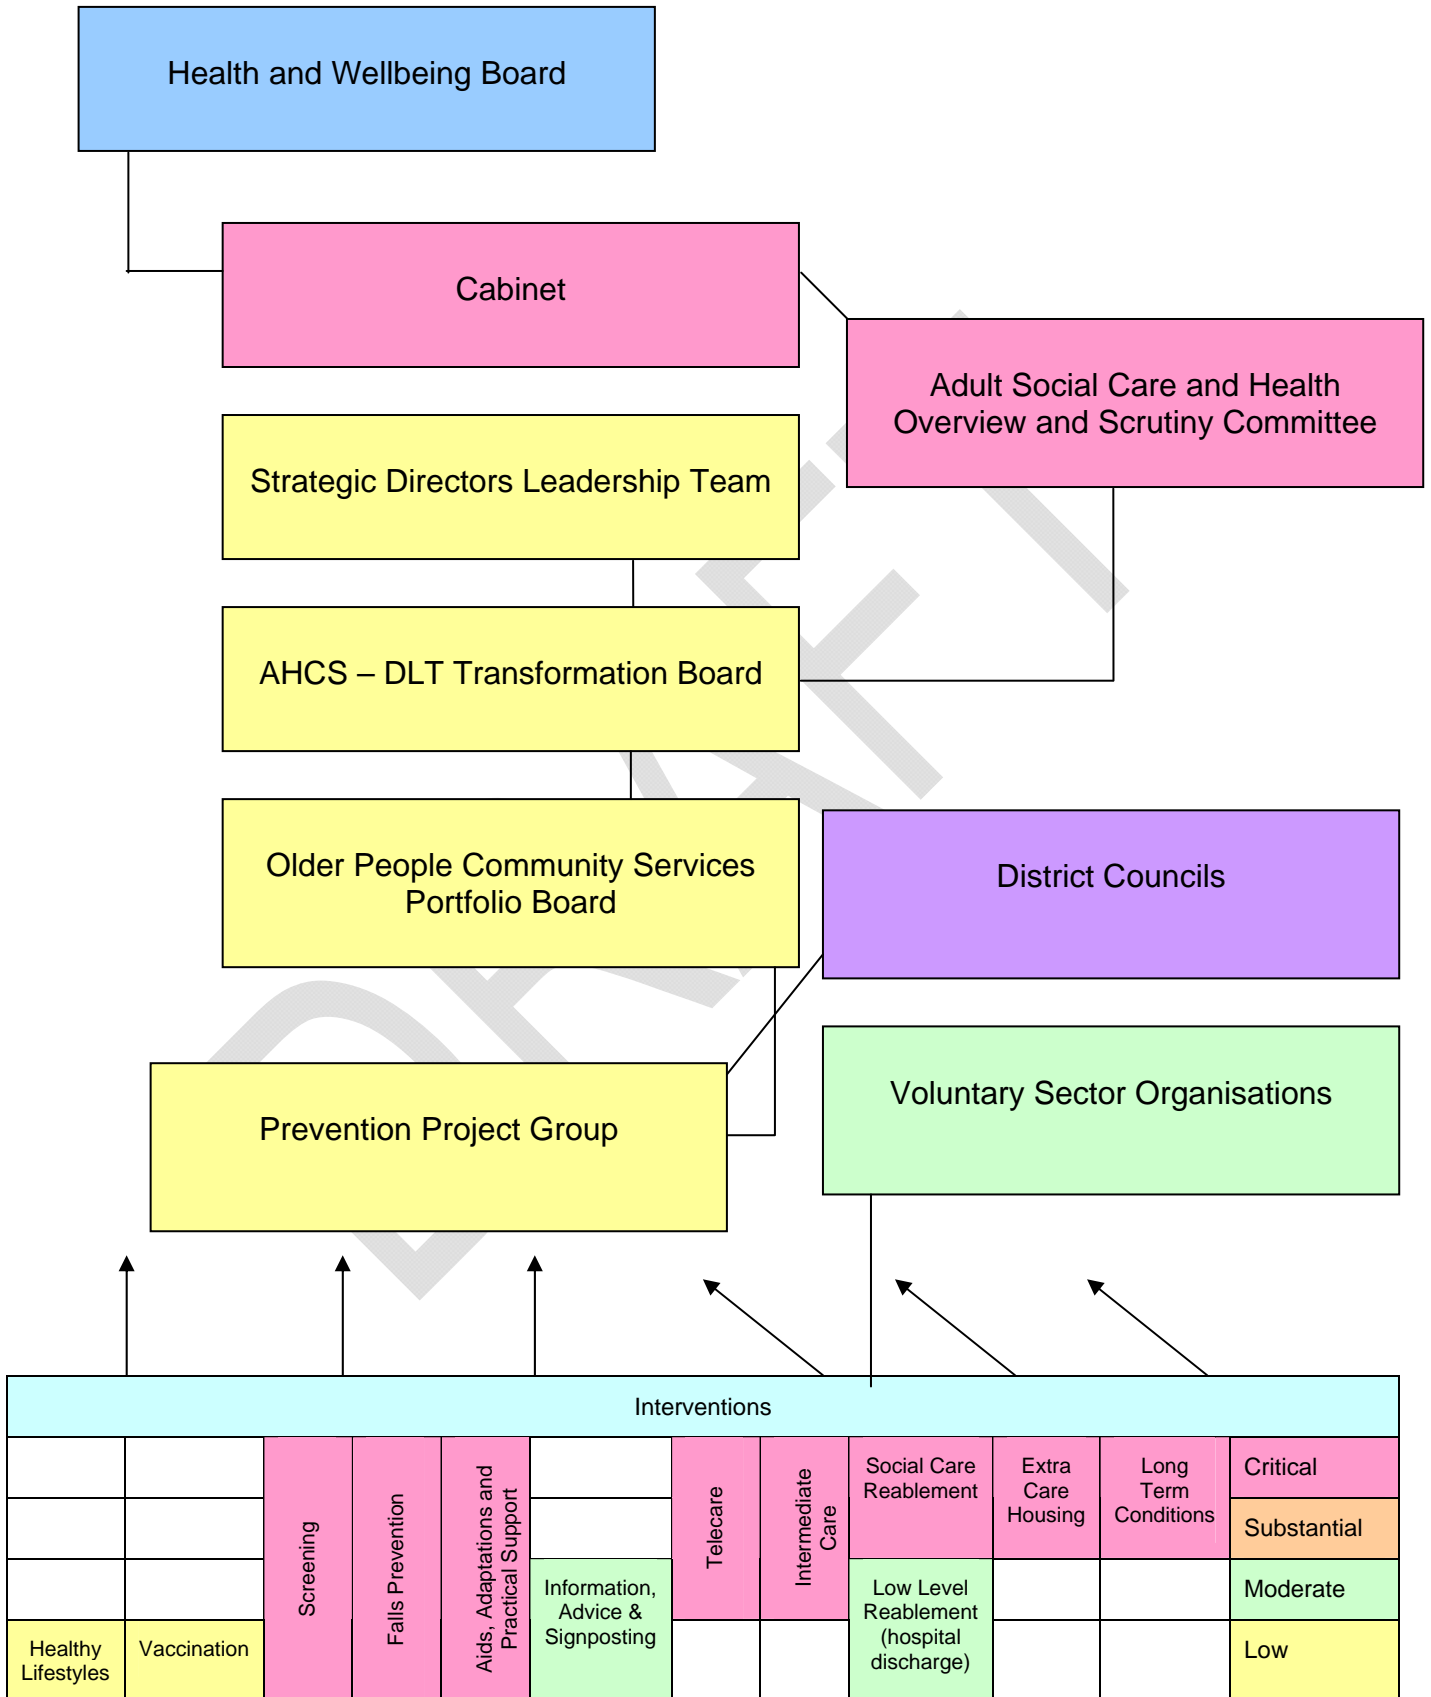 Health and Wellbeing Board
Cabinet
Adult Social Care and Health
Overview and Scrutiny Committee
Strategic Directors Leadership Team
AHCS – DLT Transformation Board
Older People Community Services
Portfolio Board
District Councils
Voluntary Sector Organisations
Prevention Project Group
DRAFT
Interventions
Screening
Falls Prevention
Aids, Adaptations and
Practical Support
Telecare
Intermediate
Care
Social Care
Reablement
Extra
Care
Housing
Long
Term
Conditions
Critical
Substantial
Information,
Advice &
Signposting
Low Level
Reablement
(hospital
discharge)
Moderate
Healthy
Lifestyles
Vaccination
Low